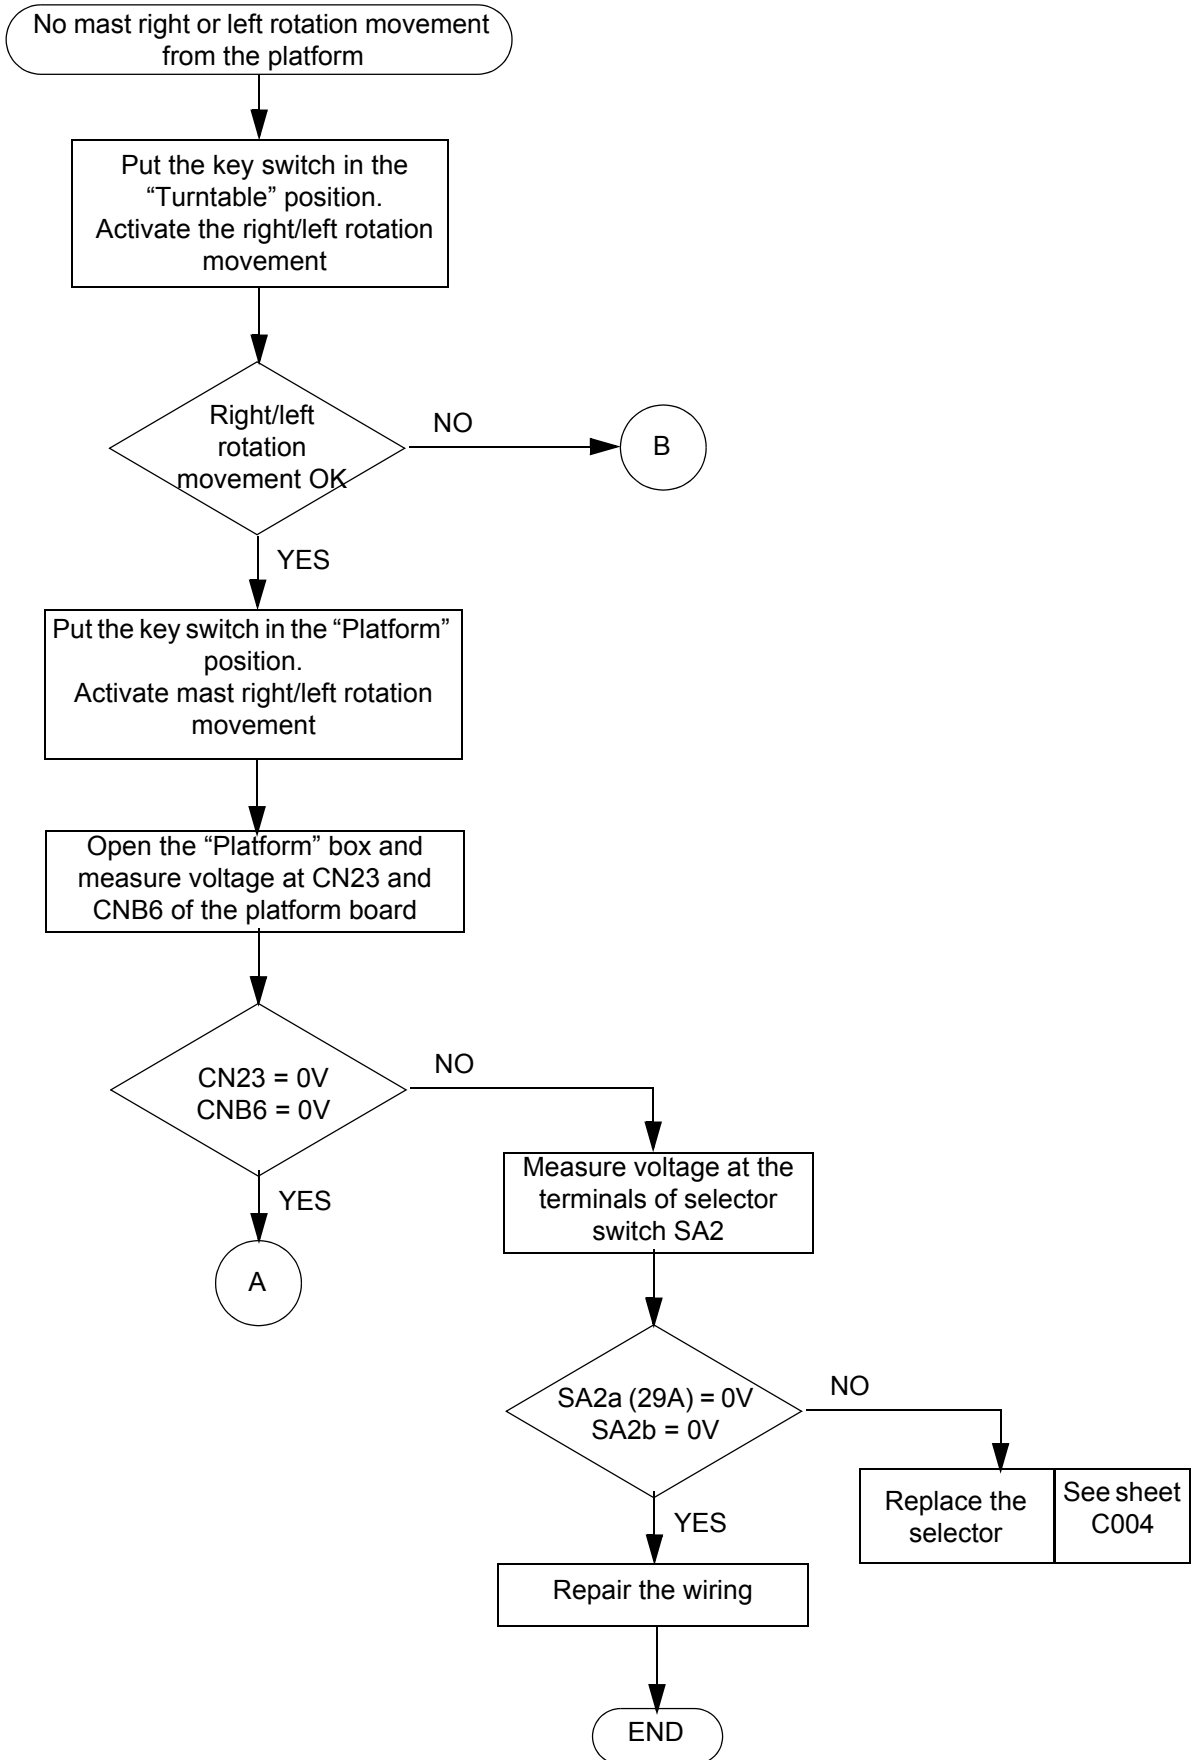 No mast right or left rotation movement
from the platform
Put the key switch in the
“Turntable” position.
Activate the right/left rotation
movement
Right/left
rotation
movement OK
NO
B
YES
Put the key switch in the “Platform”
position.
Activate mast right/left rotation
movement
Open the “Platform” box and
measure voltage at CN23 and
CNB6 of the platform board
CN23 = 0V
CNB6 = 0V
NO
YES
A
Measure voltage at the
terminals of selector
switch SA2
SA2a (29A) = 0V
SA2b = 0V
NO
Replace the
selector
See sheet
C004
YES
Repair the wiring
END